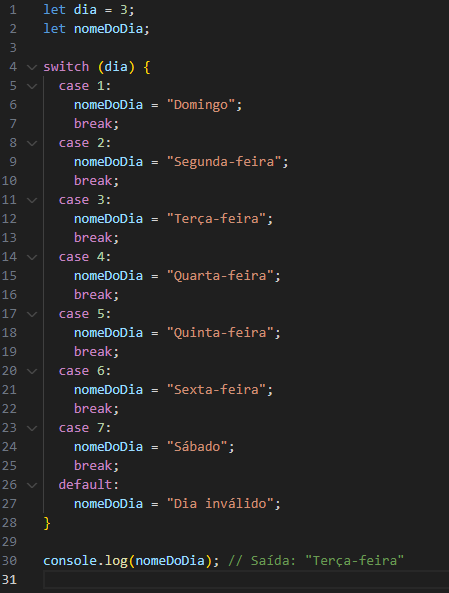 1 let dia = 3;
2 let nomeDoDia;
3
4 switch (dia) {
5   case 1:
6     nomeDoDia = "Domingo";
7     break;
8   case 2:
9     nomeDoDia = "Segunda-feira";
10     break;
11   case 3:
12     nomeDoDia = "Terça-feira";
13     break;
14   case 4:
15     nomeDoDia = "Quarta-feira";
16     break;
17   case 5:
18     nomeDoDia = "Quinta-feira";
19     break;
20   case 6:
21     nomeDoDia = "Sexta-feira";
22     break;
23   case 7:
24     nomeDoDia = "Sábado";
25     break;
26   default:
27     nomeDoDia = "Dia inválido";
28 }
29
30 console.log(nomeDoDia); // Saída: "Terça-feira"
31